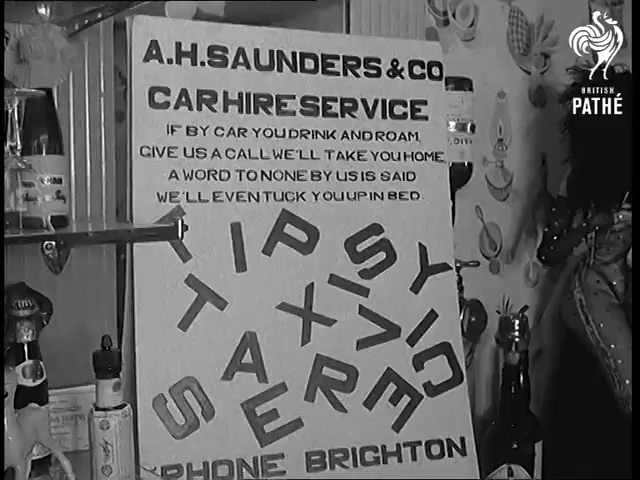 A.H.SAUNDERS & CO
CAR HIRE SERVICE
IF BY CAR YOU DRINK AND ROAM,
GIVE US A CALL WE'LL TAKE YOU HOME,
A WORD TO NONE BY US IS SAID
WE'LL EVEN TUCK YOU UP IN BED.
TIPSY
TAXI
SERVICE
'PHONE BRIGHTON
BRITISH
PATHÉ